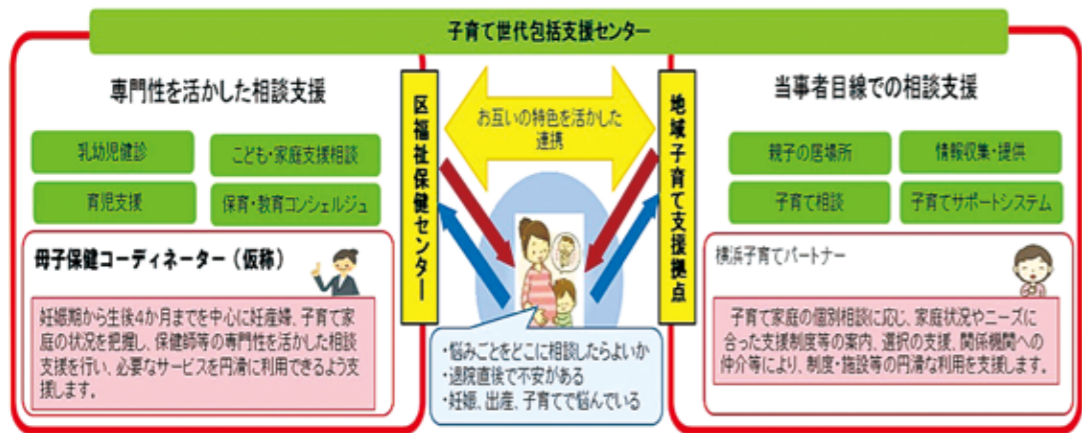 子育て世代包括支援センター
専門性を活かした相談支援
乳幼児健診
こども・家庭支援相談
育児支援
保育・教育コンシェルジュ
母子保健コーディネーター（仮称）
妊娠期から生後4か月までを中心に妊産婦、子育て家
庭の状況を把握し、保健師等の専門性を活かした相談
支援を行い、必要なサービスを円滑に利用できるよう支
援します。
区福祉保健センター
お互いの特色を活かした
連携
・悩みごとをどこに相談したらよいか
・退院直後で不安がある
・妊娠、出産、子育てで悩んでいる
地域子育て支援拠点
当事者目線での相談支援
親子の居場所
情報収集・提供
子育て相談
子育てサポートシステム
横浜子育てパートナー
子育て家庭の個別相談に応じ、家庭状況やニーズに
合った支援制度等の案内、選択の支援、関係機関への
仲介等により、制度・施設等の円滑な利用を支援します。